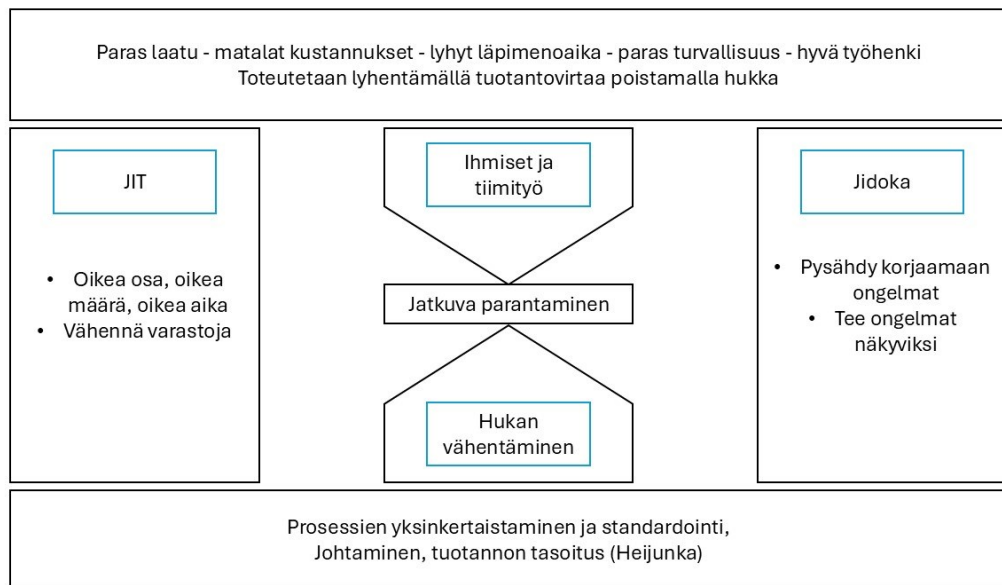 Paras laatu - matalat kustannukset - lyhyt läpimenoaika - paras turvallisuus - hyvä työhenki
Toteutetaan lyhentämällä tuotantovirtaa poistamalla hukka
JIT
• Oikea osa, oikea
määrä, oikea aika
• Vähennä varastoja
Ihmiset ja
tiimityö
Jatkuva parantaminen
Hukan
vähentäminen
Jidoka
• Pysähdy korjaamaan
ongelmat
• Tee ongelmat
näkyviksi
Prosessien yksinkertaistaminen ja standardointi,
Johtaminen, tuotannon tasoitus (Heijunka)